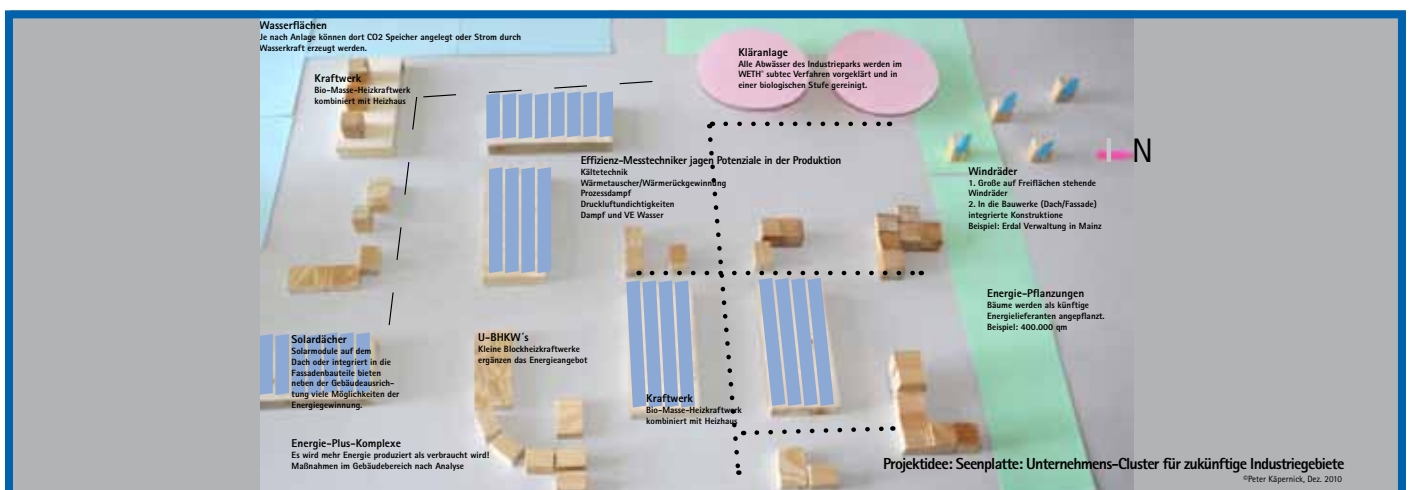 Wasserflächen
Je nach Anlage können dort CO2 Speicher angelegt oder Strom durch
Wasserkraft erzeugt werden.
Kraftwerk
Bio-Masse-Heizkraftwerk
kombiniert mit Heizhaus
Kläranlage
Alle Abwässer des Industrieparks werden im
WETH* subtec Verfahren vorgeklärt und in
einer biologischen Stufe gereinigt.
Effizienz-Messtechniker jagen Potenziale in der Produktion
Kältetechnik
Wärmetauscher/Wärmerückgewinnung
Prozessdampf
Druckluftundichtigkeiten
Dampf und VE Wasser
N
Windräder
1. Große auf Freiflächen stehende
Windräder
2. In die Bauwerke (Dach/Fassade)
integrierte Konstruktione
Beispiel: Erdal Verwaltung in Mainz
Energie-Pflanzungen
Bäume werden als künftige
Energielieferanten angepflanzt.
Beispiel: 400.000 qm
Solardächer
Solarmodule auf dem
Dach oder integriert in die
Fassadenbauteile bieten
neben der Gebäudeausrich-
tung viele Möglichkeiten der
Energiegewinnung.
U-BHKW´s
Kleine Blockheizkraftwerke
ergänzen das Energieangebot
Kraftwerk
Bio-Masse-Heizkraftwerk
kombiniert mit Heizhaus
Energie-Plus-Komplexe
Es wird mehr Energie produziert als verbraucht wird!
Maßnahmen im Gebäudebereich nach Analyse
Projektidee: Seenplatte: Unternehmens-Cluster für zukünftige Industriegebiete
©Peter Käpernick, Dez. 2010